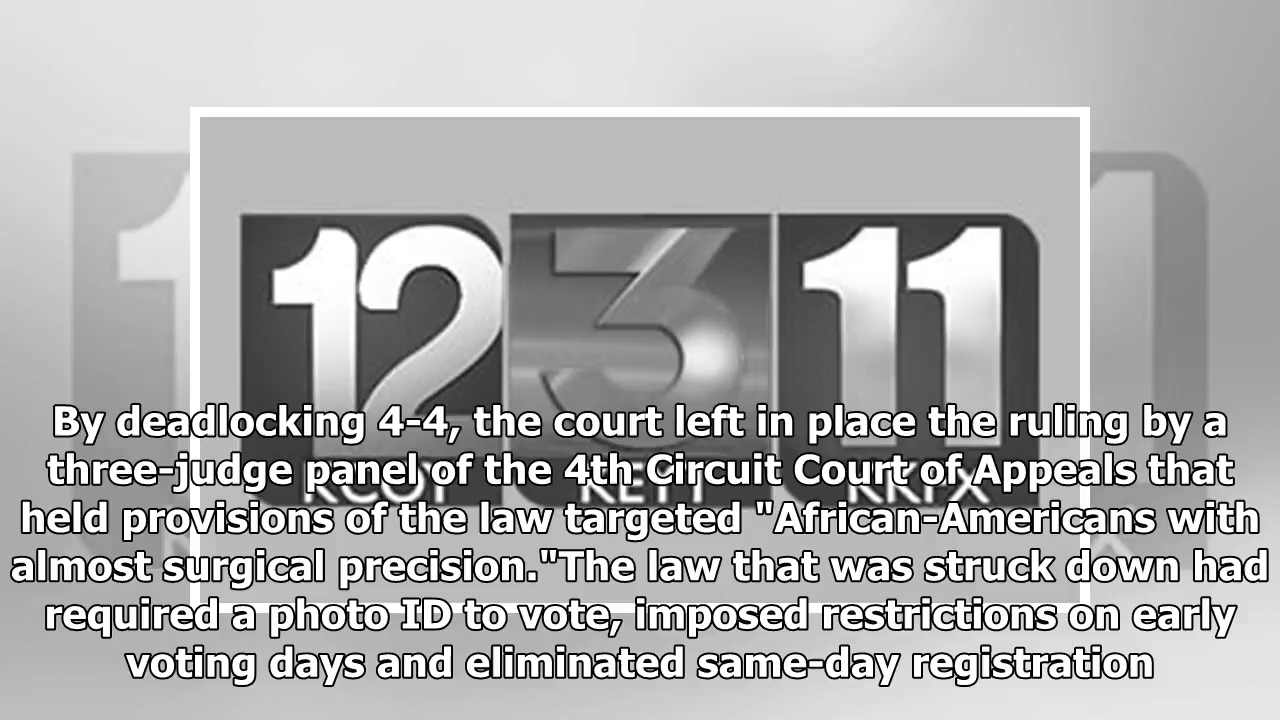 12 3 11
By deadlocking 4-4, the court left in place the ruling by a
three-judge panel of the 4th Circuit Court of Appeals that
held provisions of the law targeted "African-Americans with
almost surgical precision."The law that was struck down had
required a photo ID to vote, imposed restrictions on early
voting days and eliminated same-day registration